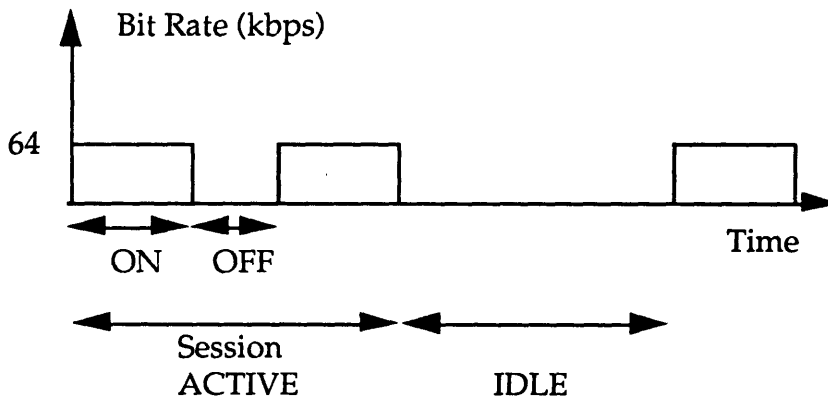 Bit Rate (kbps)
64
Time
ON OFF
Session
ACTIVE IDLE